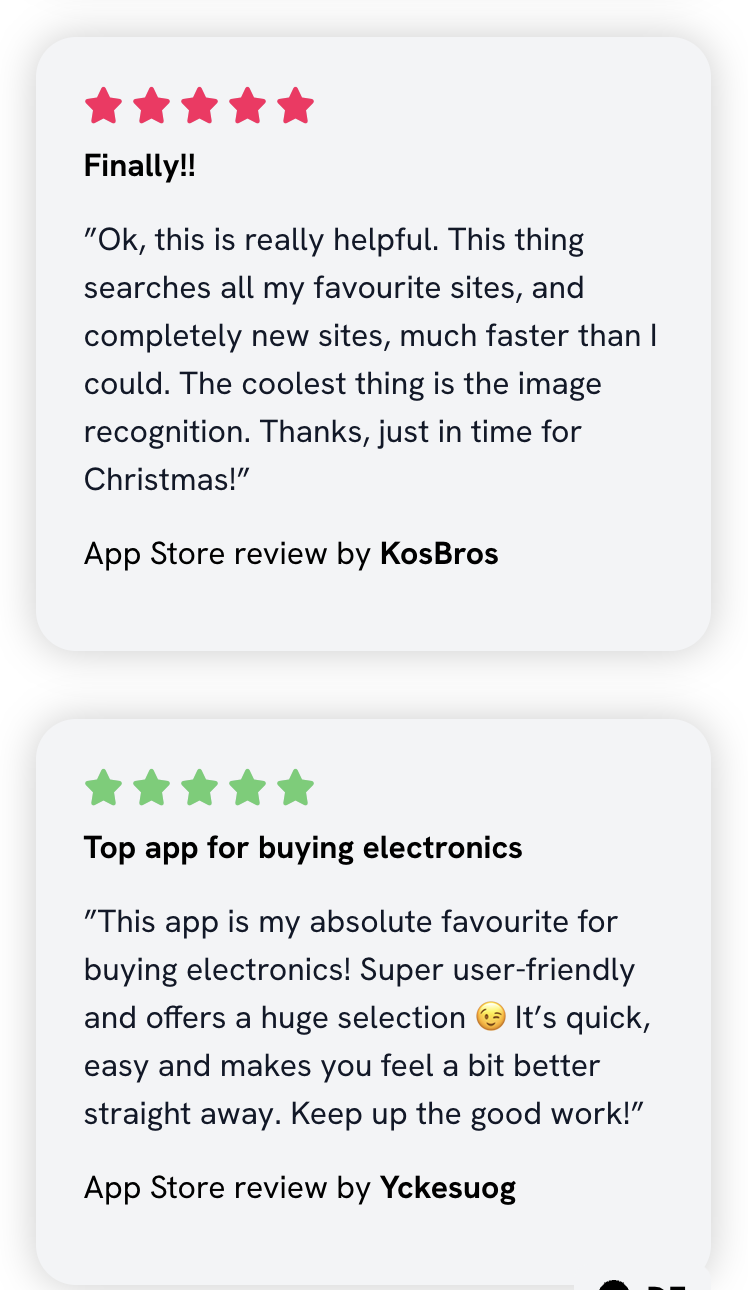 Finally!!
”Ok, this is really helpful. This thing
searches all my favourite sites, and
completely new sites, much faster than I
could. The coolest thing is the image
recognition. Thanks, just in time for
Christmas!”
App Store review by KosBros
Top app for buying electronics
”This app is my absolute favourite for
buying electronics! Super user-friendly
and offers a huge selection 😉 It’s quick,
easy and makes you feel a bit better
straight away. Keep up the good work!”
App Store review by Yckesuog